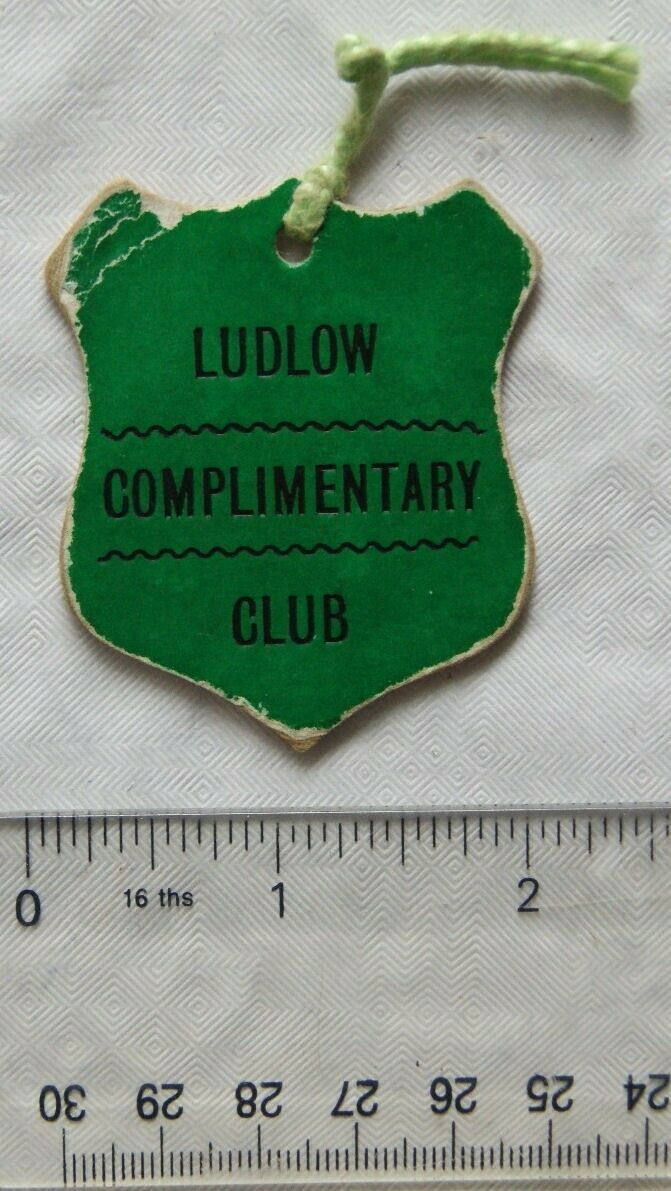 LUDLOW
COMPLIMENTARY
CLUB
0 16 ths 1 2
30 29 28 27 26 25 24